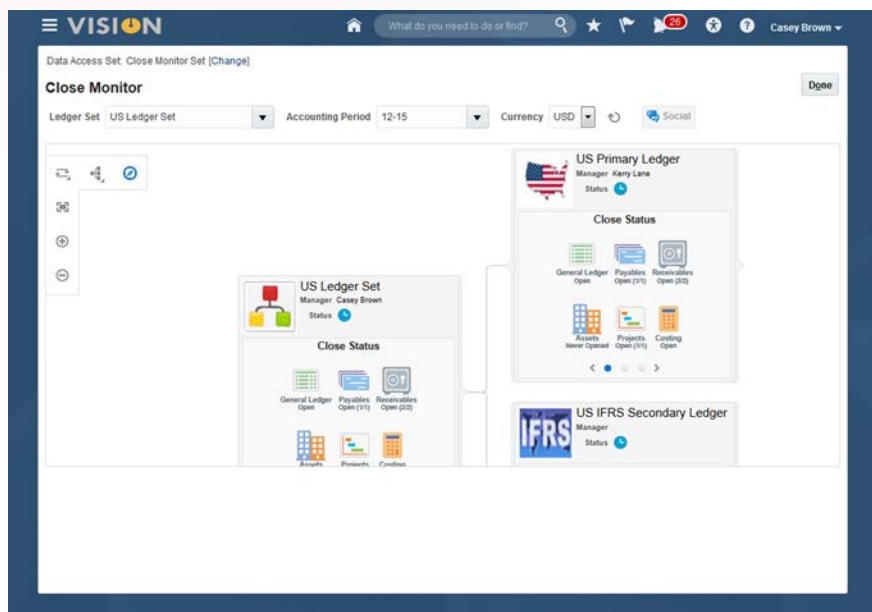 VISION
What do you need to do or find?
26
Casey Brown
Data Access Set: Close Monitor Set [Change]
Close Monitor
Done
Ledger Set US Ledger Set Accounting Period 12-15 Currency USD Social
US Primary Ledger
Manager Kerry Lane
Status
Close Status
General Ledger Payables Receivables
Open Open (1/1) Open (2/2)
Assets Projects Costing
Never Opened Open (1/1) Open
US Ledger Set
Manager Casey Brown
Status
Close Status
General Ledger Payables Receivables
Open Open (1/1) Open (2/2)
Assets Projects Costing
IFRS
US IFRS Secondary Ledger
Manager
Status